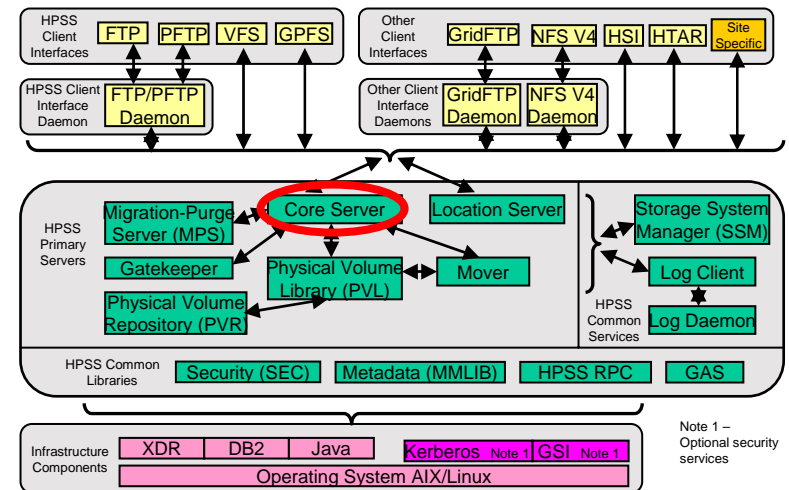 HPSS
Client
Interfaces
FTP
PFTP
VFS
GPFS
Other
Client
Interfaces
GridFTP
NFS V4
HSI
HTAR
Site
Specific
HPSS Client
Interface
Daemon
FTP/PFTP
Daemon
Other Client
Interface
Daemons
GridFTP
Daemon
NFS V4
Daemon
HPSS
Primary
Servers
Migration-Purge
Server (MPS)
Core Server
Location Server
Gatekeeper
Physical Volume
Library (PVL)
Mover
Physical Volume
Repository (PVR)
Storage System
Manager (SSM)
Log Client
HPSS
Common
Services
Log Daemon
HPSS Common
Libraries
Security (SEC)
Metadata (MMLIB)
HPSS RPC
GAS
Infrastructure
Components
XDR
DB2
Java
Kerberos Note 1
GSI Note 1
Operating System AIX/Linux
Note 1 –
Optional security
services